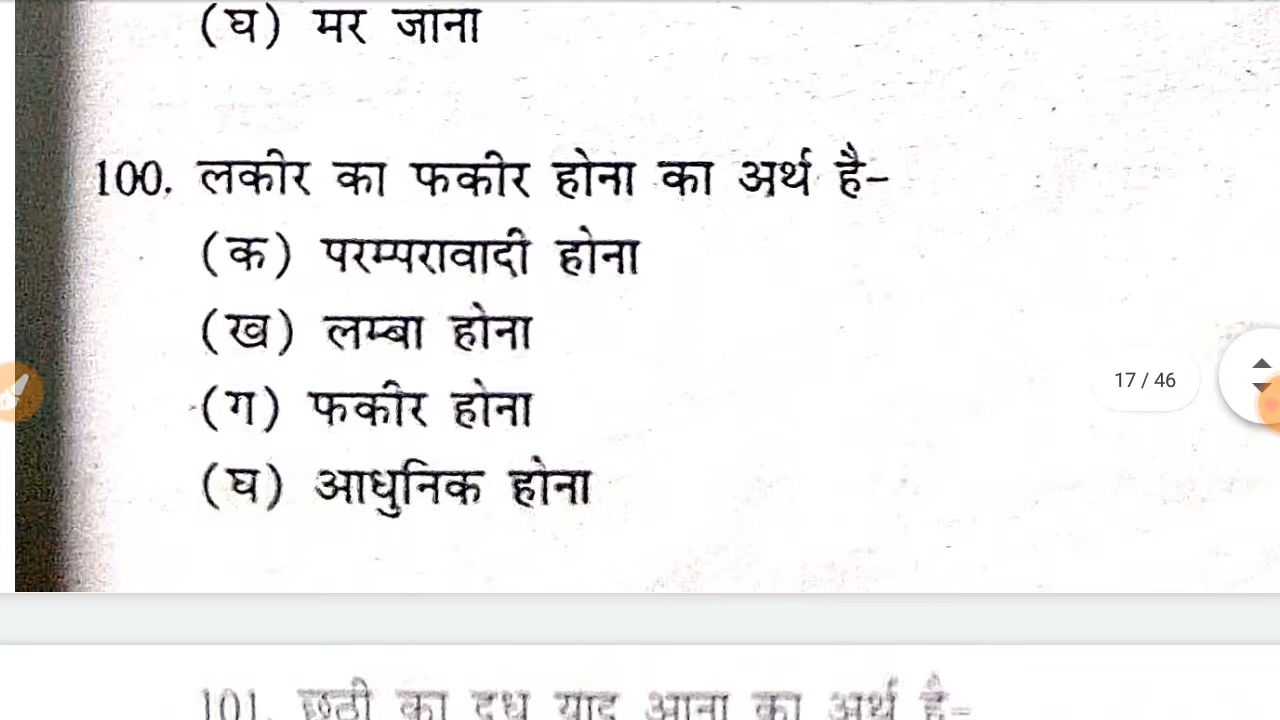 (घ) मर जाना
100. लकीर का फकीर होना का अर्थ है-
(क) परम्परावादी होना
(ख) लम्बा होना
17 / 46
(ग) फकीर होना
(घ) आधुनिक होना
101. छठी का दूध याद आना का अर्थ है-